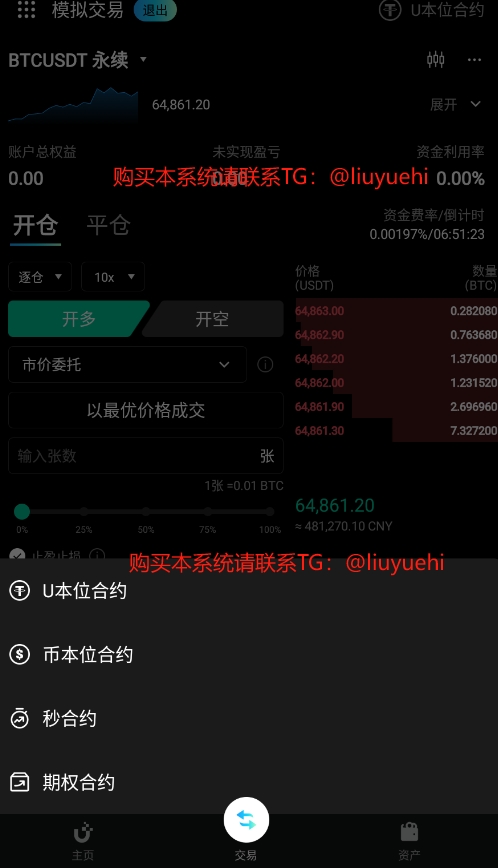 模拟交易 退出 U本位合约
BTCUSDT 永续
64,861.20 展开
账户总权益 未实现盈亏 资金利用率
0.00 0.00 0.00%
购买本系统请联系TG：@liuyuehi
开仓 平仓 资金费率/倒计时
0.00197%/06:51:23
逐仓 10x
价格 数量
(USDT) (BTC)
开多 开空
64,863.00 0.282080
64,862.90 0.763680
64,862.20 1.376000
64,862.00 1.231520
64,861.90 2.696960
64,861.30 7.327200
市价委托
以最优价格成交
输入张数 张
1张 =0.01 BTC
0% 25% 50% 75% 100%
64,861.20
≈ 481,270.10 CNY
止盈止损
购买本系统请联系TG：@liuyuehi
U本位合约
币本位合约
秒合约
期权合约
主页 交易 资产